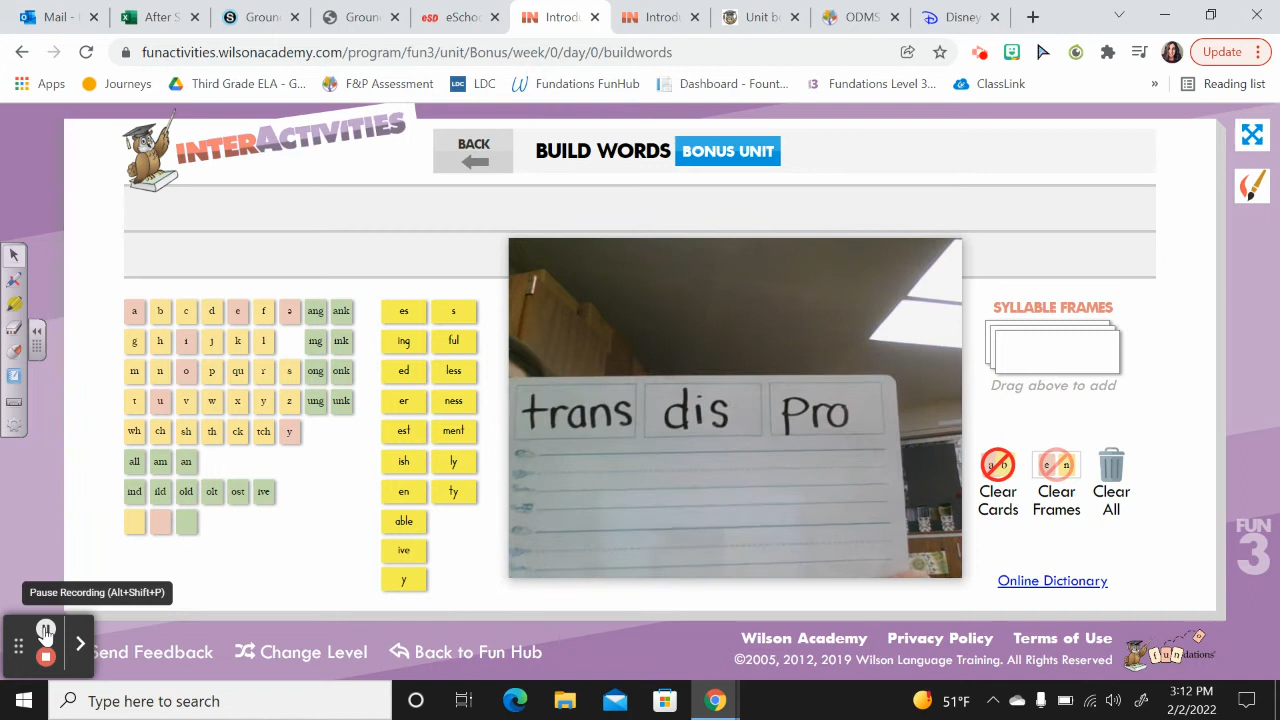 Mail -
After S
Groun
Groun
esd eSchoo
IN Introdu
IN Introdu
Unit b
ODMS
Disney
funactivities.wilsonacademy.com/program/fun3/unit/Bonus/week/0/day/0/buildwords
Update
Apps
Journeys
Third Grade ELA - G...
F&P Assessment
LDC LDC
Fundations FunHub
Dashboard - Fount...
Fundations Level 3...
ClassLink
»
Reading list
INTERACTIVITIES
BACK
BUILD WORDS BONUS UNIT
a b c d e f ə ang ank
g h i j k l ing ink
m n o p qu r s ong onk
t u v w x y z ung unk
wh ch sh th ck tch y
all am an
ind ild old olt ost ive
es s
ing ful
ed less
er ness
est ment
ish ly
en ty
able
ive
y
trans dis pro
SYLLABLE FRAMES
Drag above to add
a b
e n
Clear Cards
Clear Frames
Clear All
Online Dictionary
FUN 3
Pause Recording (Alt+Shift+P)
Send Feedback
Change Level
Back to Fun Hub
Wilson Academy Privacy Policy Terms of Use
©2005, 2012, 2019 Wilson Language Training. All Rights Reserved
fundations
Type here to search
51°F
3:12 PM
2/2/2022